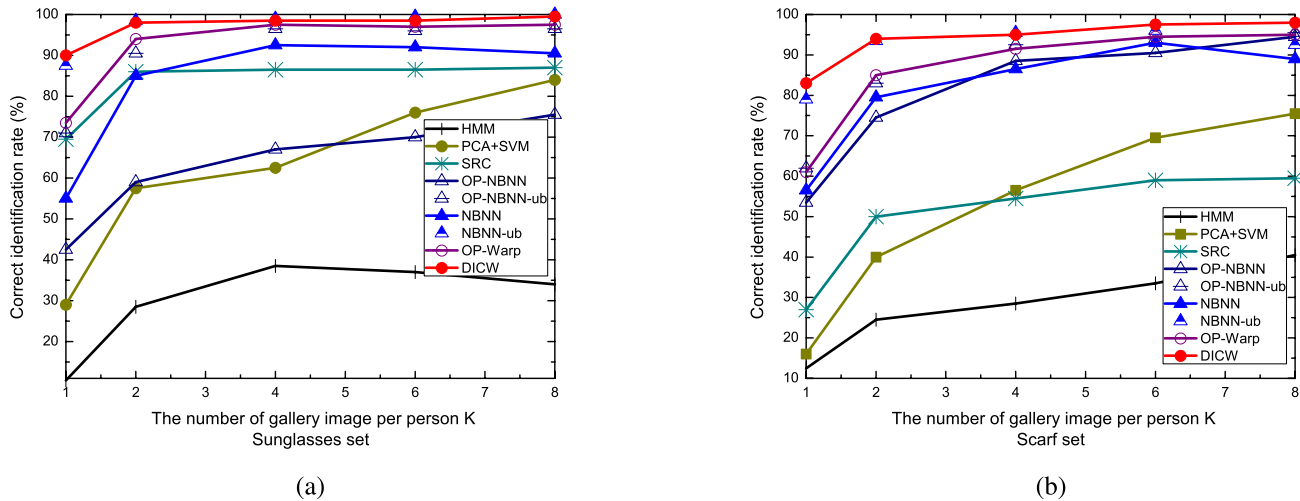 100
90
80
70
60
50
40
30
20
1 2 3 4 5 6 7 8
Correct identification rate (%)
HMM
PCA+SVM
SRC
OP-NBNN
OP-NBNN-ub
NBNN
NBNN-ub
OP-Warp
DICW
The number of gallery image per person K
Sunglasses set
(a)
100
90
80
70
60
50
40
30
20
10
1 2 3 4 5 6 7 8
Correct identification rate (%)
HMM
PCA+SVM
SRC
OP-NBNN
OP-NBNN-ub
NBNN
NBNN-ub
OP-Warp
DICW
The number of gallery image per person K
Scarf set
(b)